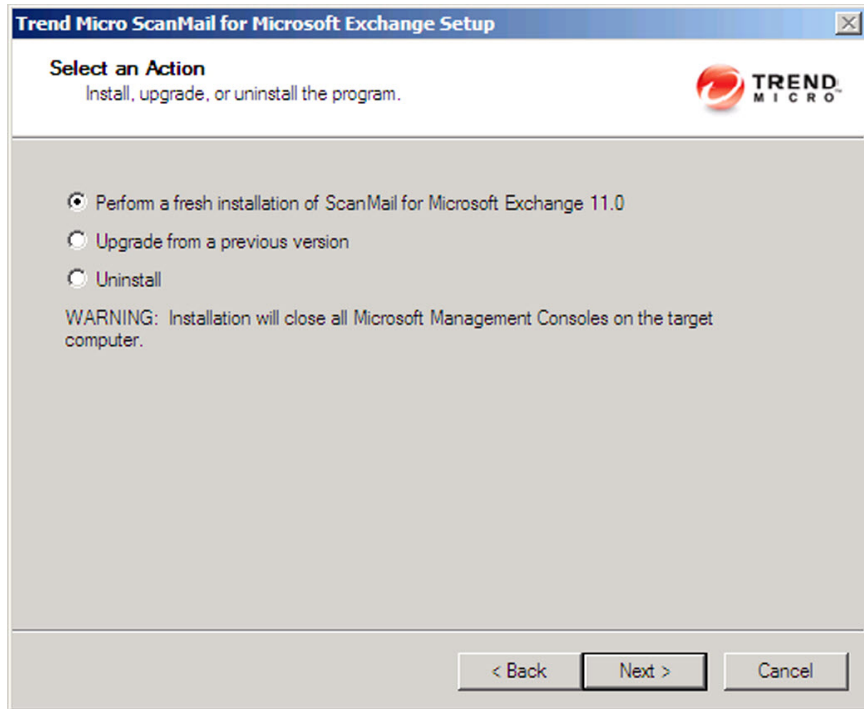 Trend Micro ScanMail for Microsoft Exchange Setup
Select an Action
Install, upgrade, or uninstall the program.
TREND
MICRO™
Perform a fresh installation of ScanMail for Microsoft Exchange 11.0
Upgrade from a previous version
Uninstall
WARNING:  Installation will close all Microsoft Management Consoles on the target
computer.
< Back
Next >
Cancel